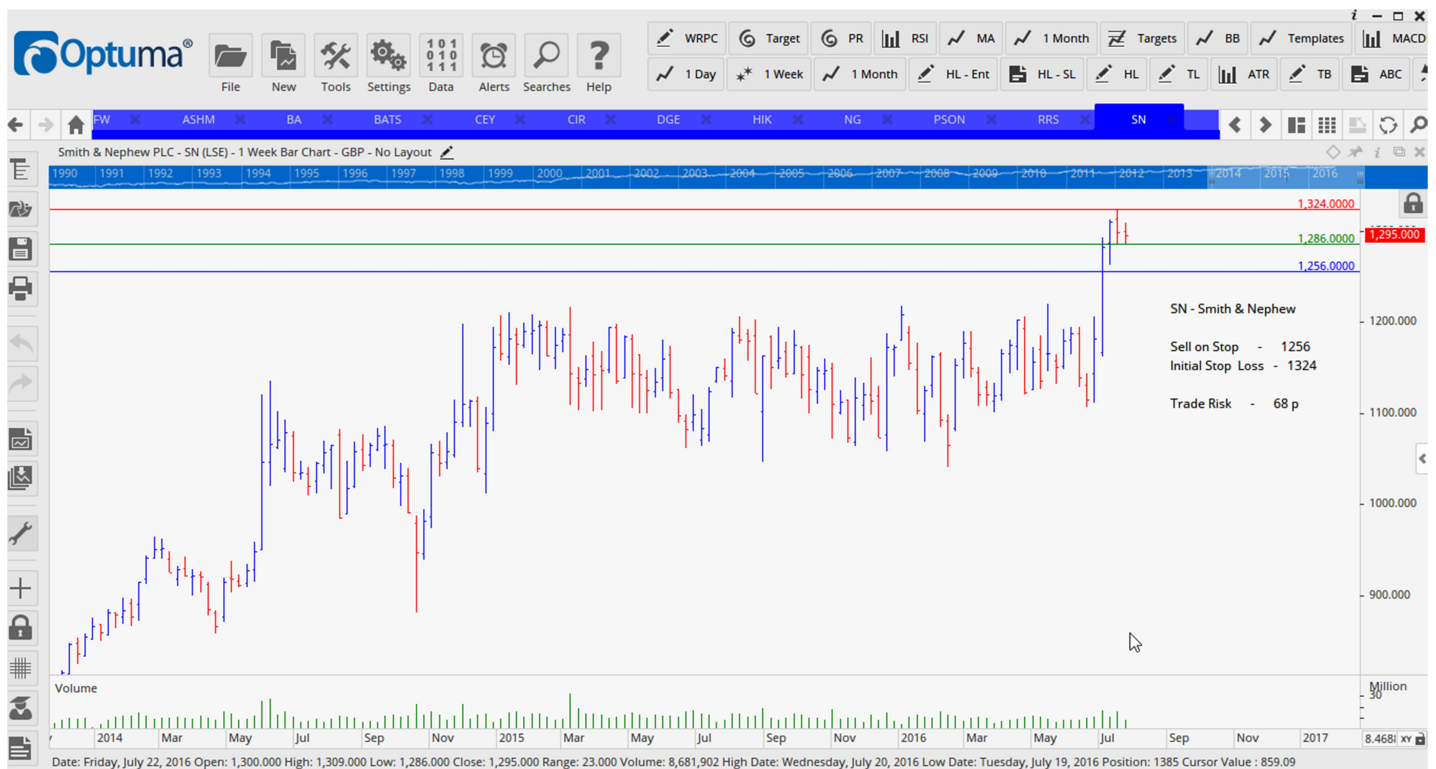 Optuma®
File
New
Tools
Settings
101
010
111
Data
Alerts
Searches
Help
WRPC
Target
PR
RSI
MA
1 Month
Targets
BB
Templates
MACD
1 Day
1 Week
1 Month
HL - Ent
HL - SL
HL
TL
ATR
TB
ABC
FW
ASHM
BA
BATS
CEY
CIR
DGE
HIK
NG
PSON
RRS
SN
Smith & Nephew PLC - SN (LSE) - 1 Week Bar Chart - GBP - No Layout
1990 1991 1992 1993 1994 1995 1996 1997 1998 1999 2000 2001 2002 2003 2004 2005 2006 2007 2008 2009 2010 2011 2012 2013 2014 2015 2016
1,324.0000
1,286.0000
1,295.000
1,256.0000
SN - Smith & Nephew
Sell on Stop - 1256
Initial Stop Loss - 1324
Trade Risk - 68 p
1200.000
1100.000
1000.000
900.000
Volume
Million
30
2014 Mar May Jul Sep Nov 2015 Mar May Jul Sep Nov 2016 Mar May Jul Sep Nov 2017
XY
Date: Friday, July 22, 2016 Open: 1,300.000 High: 1,309.000 Low: 1,286.000 Close: 1,295.000 Range: 23.000 Volume: 8,681,902 High Date: Wednesday, July 20, 2016 Low Date: Tuesday, July 19, 2016 Position: 1385 Cursor Value : 859.09